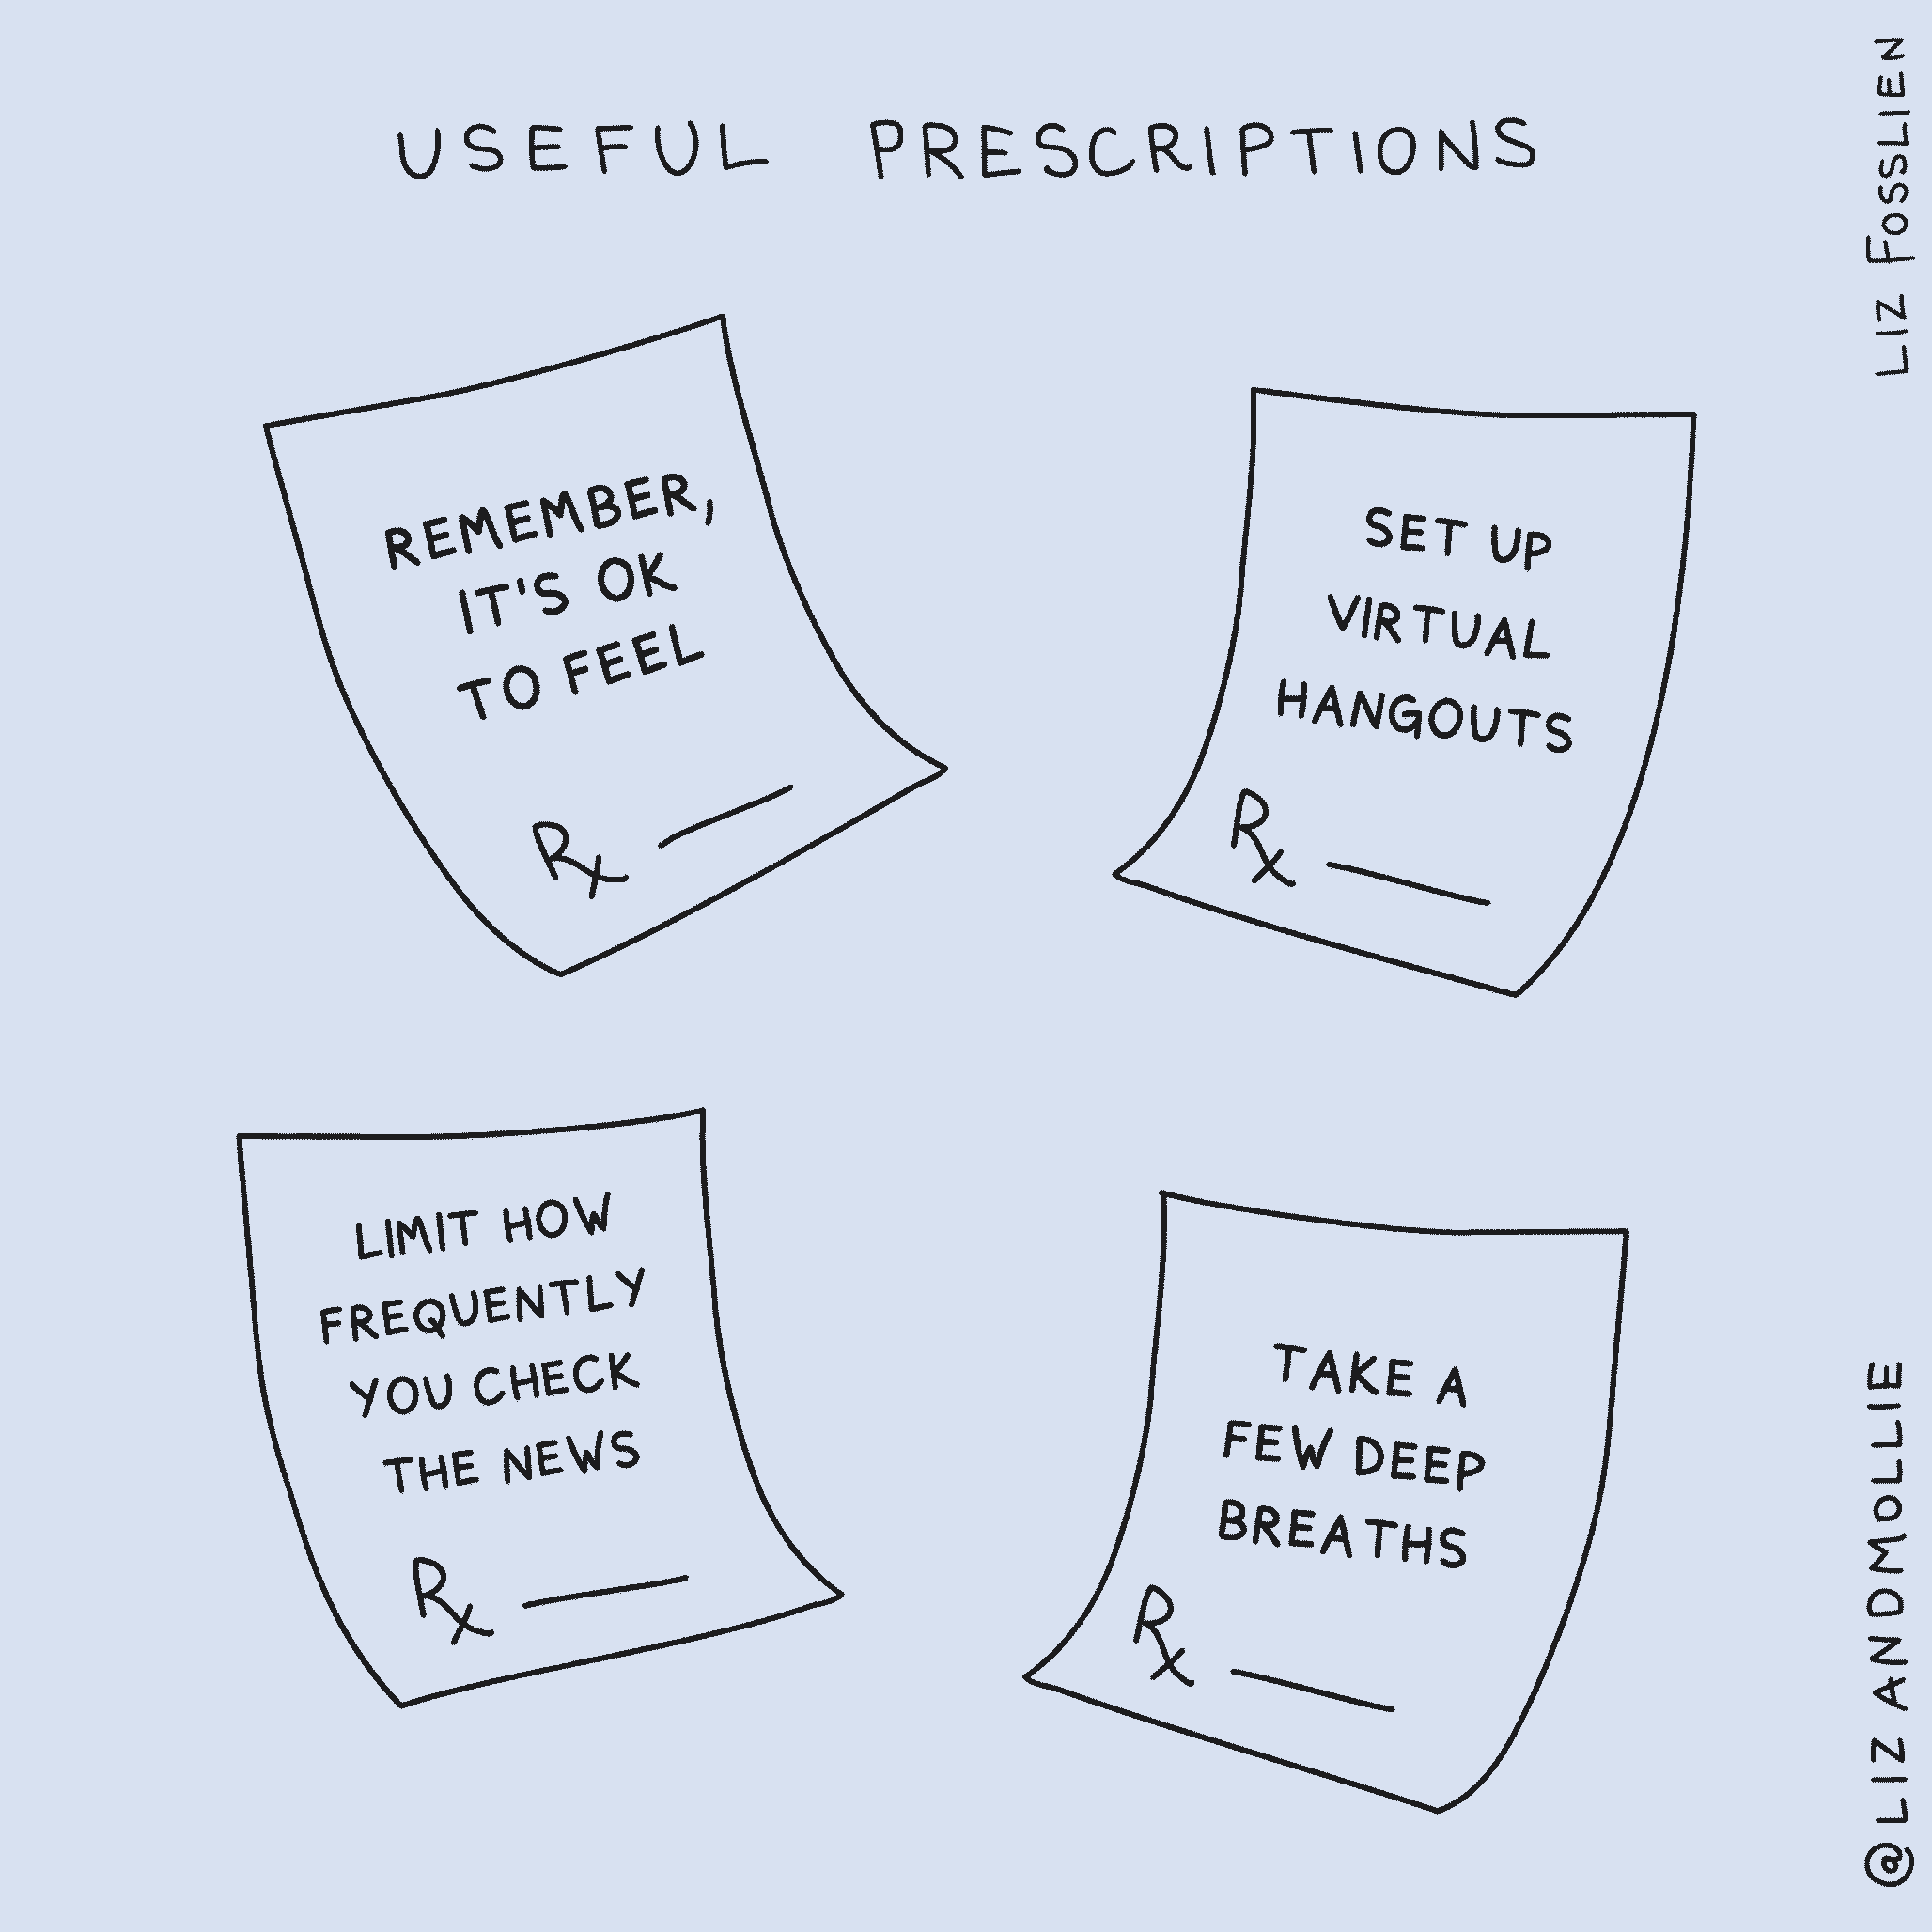 USEFUL PRESCRIPTIONS
REMEMBER,
IT'S OK
TO FEEL
Rx
SET UP
VIRTUAL
HANGOUTS
Rx
LIMIT HOW
FREQUENTLY
YOU CHECK
THE NEWS
Rx
TAKE A
FEW DEEP
BREATHS
Rx
LIZ FOSSLIEN
@LIZANDMOLLIE